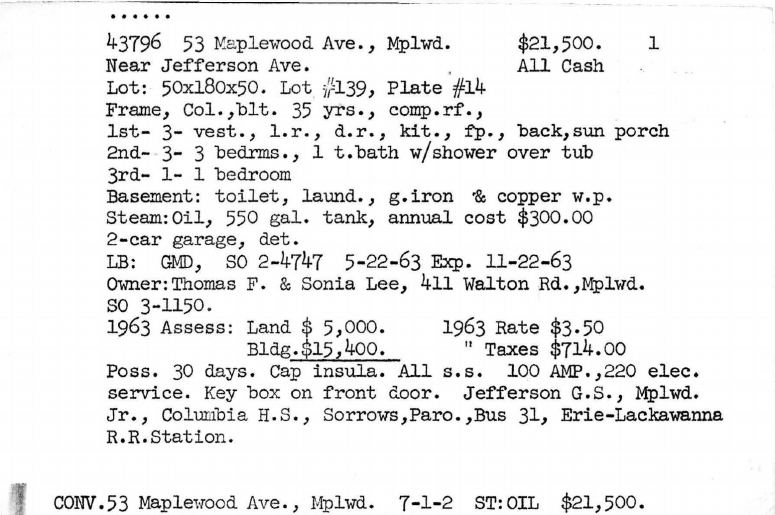 ......
43796 53 Maplewood Ave., Mplwd. $21,500. 1
Near Jefferson Ave. All Cash
Lot: 50x180x50. Lot #139, Plate #14
Frame, Col.,blt. 35 yrs., comp.rf.,
1st- 3- vest., l.r., d.r., kit., fp., back,sun porch
2nd- 3- 3 bedrms., 1 t.bath w/shower over tub
3rd- 1- 1 bedroom
Basement: toilet, laund., g.iron & copper w.p.
Steam:Oil, 550 gal. tank, annual cost $300.00
2-car garage, det.
LB: GMD, SO 2-4747 5-22-63 Exp. 11-22-63
Owner:Thomas F. & Sonia Lee, 411 Walton Rd.,Mplwd.
SO 3-1150.
1963 Assess: Land $ 5,000. 1963 Rate $3.50
Bldg.$15,400. " Taxes $714.00
Poss. 30 days. Cap insula. All s.s. 100 AMP.,220 elec.
service. Key box on front door. Jefferson G.S., Mplwd.
Jr., Columbia H.S., Sorrows,Paro.,Bus 31, Erie-Lackawanna
R.R.Station.
CONV.53 Maplewood Ave., Mplwd. 7-1-2 ST:OIL $21,500.